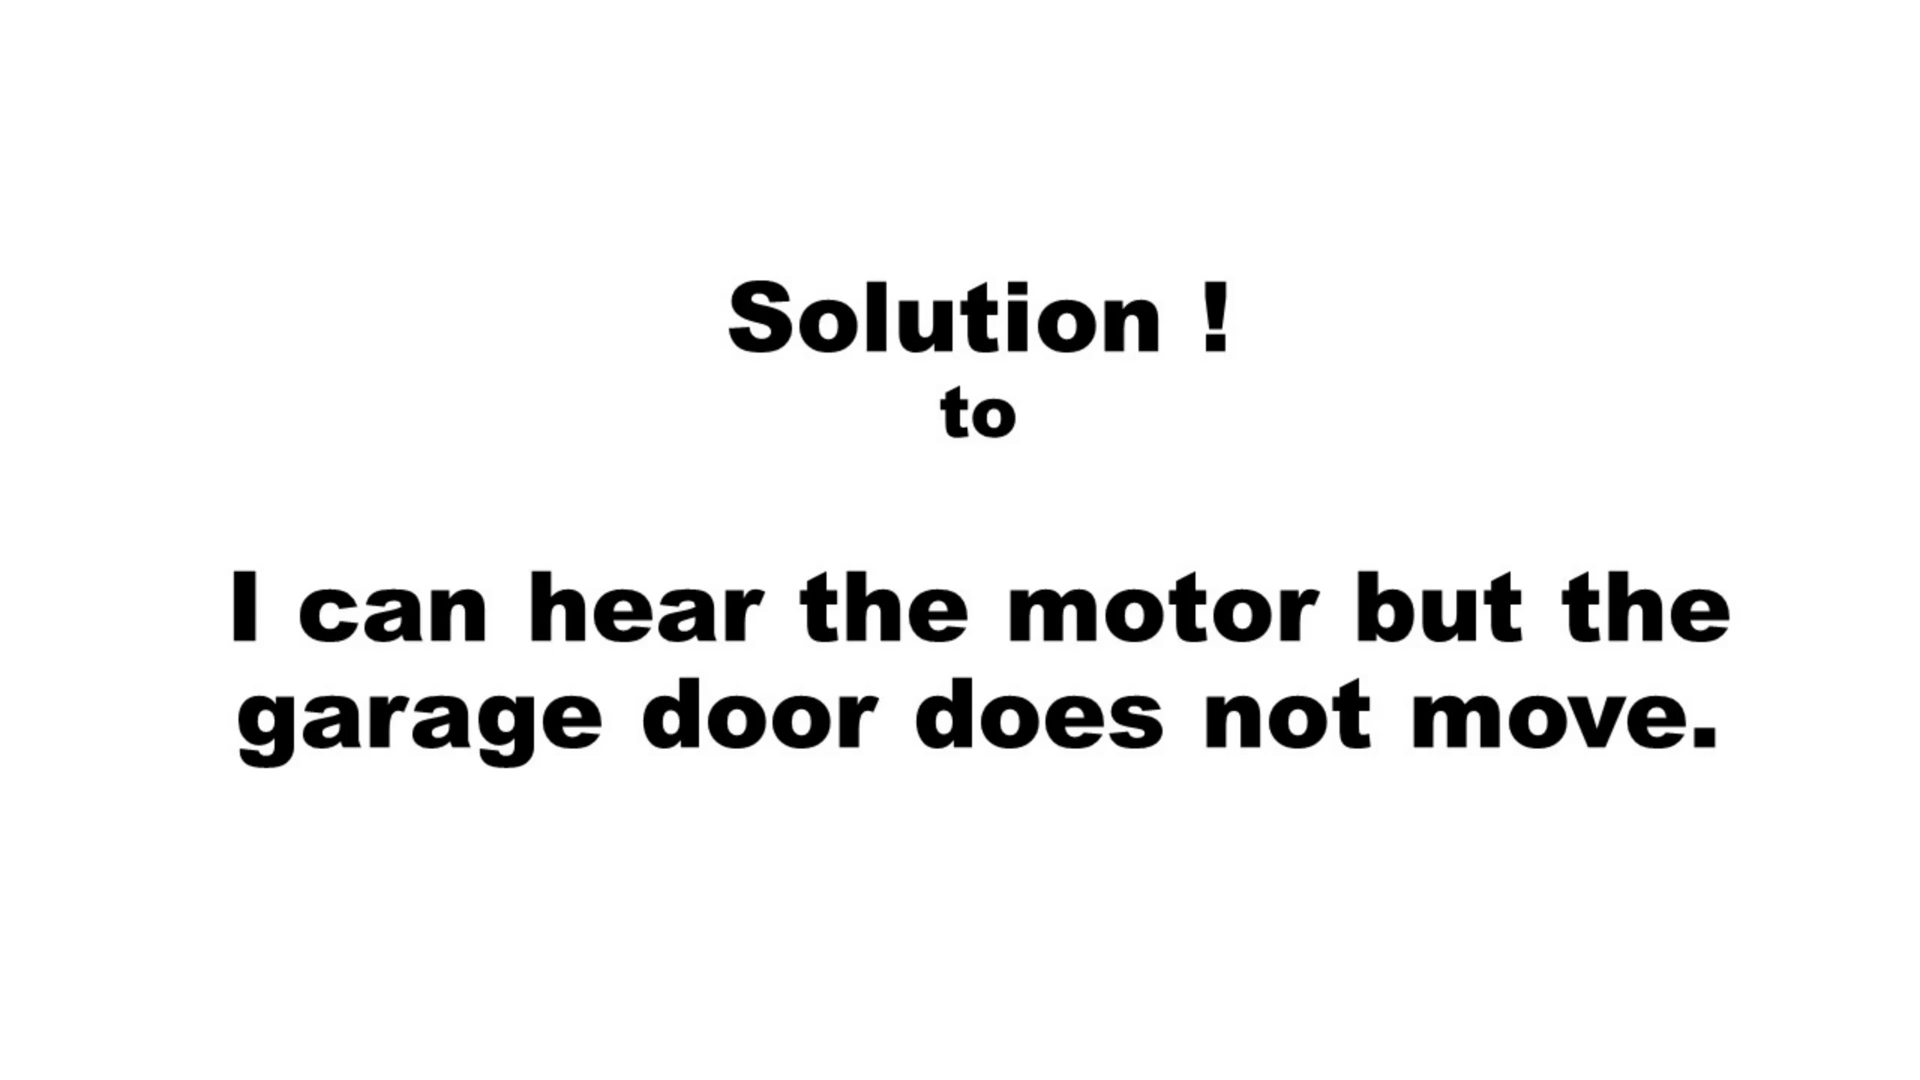 Solution !
to
I can hear the motor but the
garage door does not move.